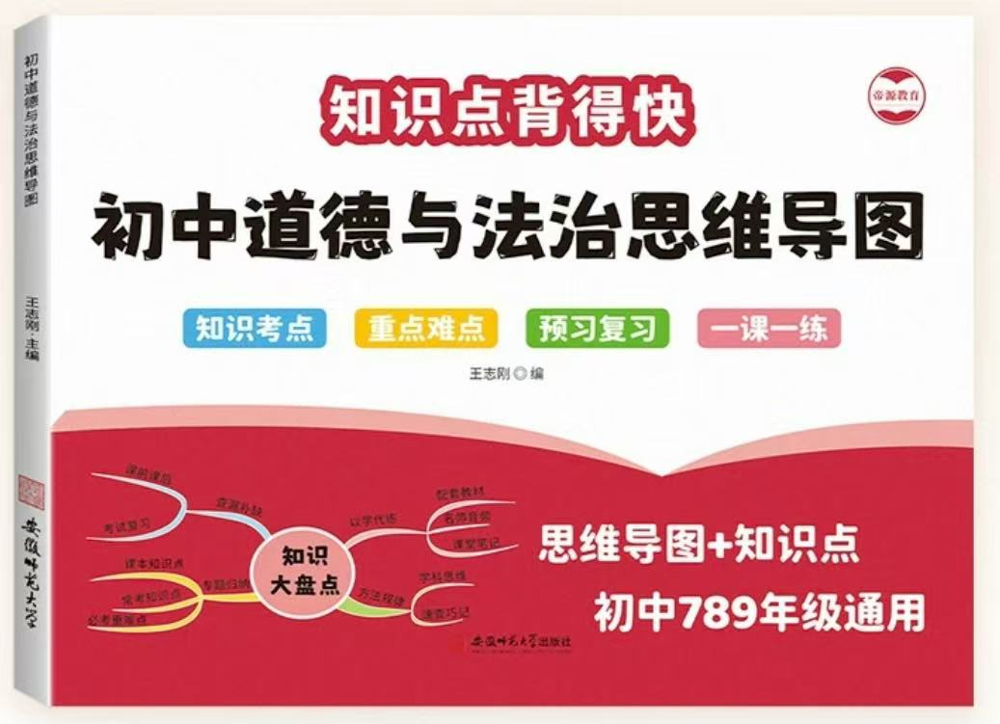 初中道德与法治思维导图
王志刚·主编
安徽师范大学
知识点背得快
帝源教育
初中道德与法治思维导图
知识考点
重点难点
预习复习
一课一练
王志刚◎编
课前课后
考试复习
查漏补缺
课本知识点
常考知识点
必考重难点
专题归纳
知识
大盘点
以学代练
配套教材
名师音频
课堂笔记
方法规律
学科思维
速查巧记
安徽师范大学出版社
思维导图+知识点
初中789年级通用